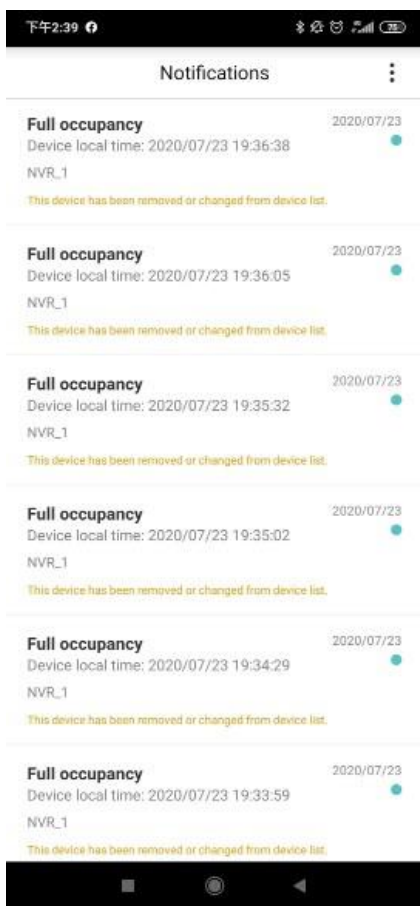 下午2:39
75
Notifications
Full occupancy 2020/07/23
Device local time: 2020/07/23 19:36:38
NVR_1
This device has been removed or changed from device list.
Full occupancy 2020/07/23
Device local time: 2020/07/23 19:36:05
NVR_1
This device has been removed or changed from device list.
Full occupancy 2020/07/23
Device local time: 2020/07/23 19:35:32
NVR_1
This device has been removed or changed from device list.
Full occupancy 2020/07/23
Device local time: 2020/07/23 19:35:02
NVR_1
This device has been removed or changed from device list.
Full occupancy 2020/07/23
Device local time: 2020/07/23 19:34:29
NVR_1
This device has been removed or changed from device list.
Full occupancy 2020/07/23
Device local time: 2020/07/23 19:33:59
NVR_1
This device has been removed or changed from device list.